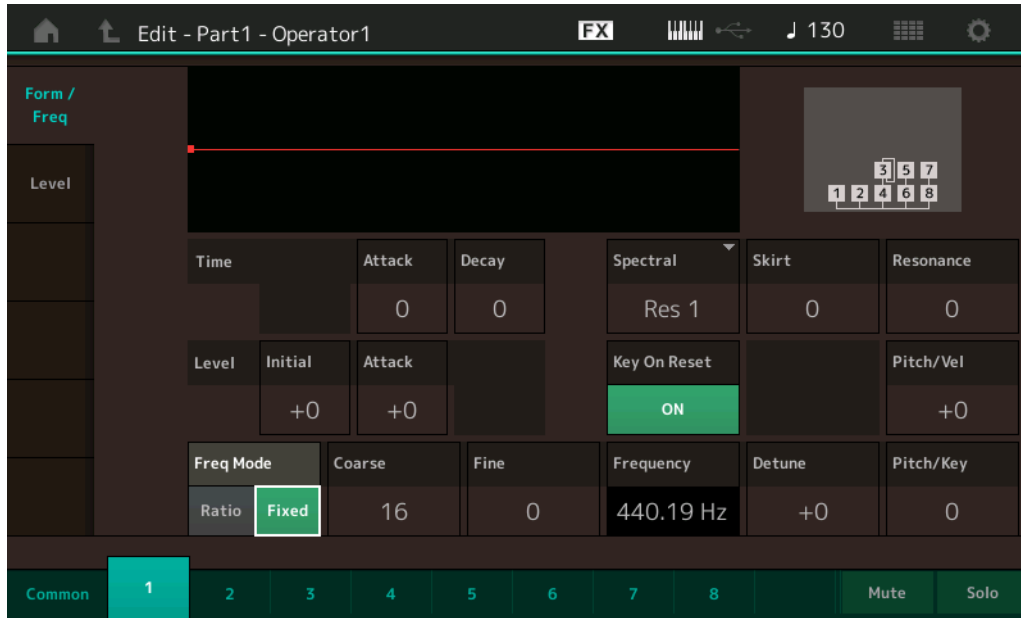 Edit - Part1 - Operator1 FX ♩ 130
Form /
Freq
3 5 7
Level
1 2 4 6 8
Time Attack Decay Spectral Skirt Resonance
0 0 Res 1 0 0
Level Initial Attack Key On Reset Pitch/Vel
+0 +0 ON +0
Freq Mode Coarse Fine Frequency Detune Pitch/Key
Ratio Fixed 16 0 440.19 Hz +0 0
Common 1 2 3 4 5 6 7 8 Mute Solo